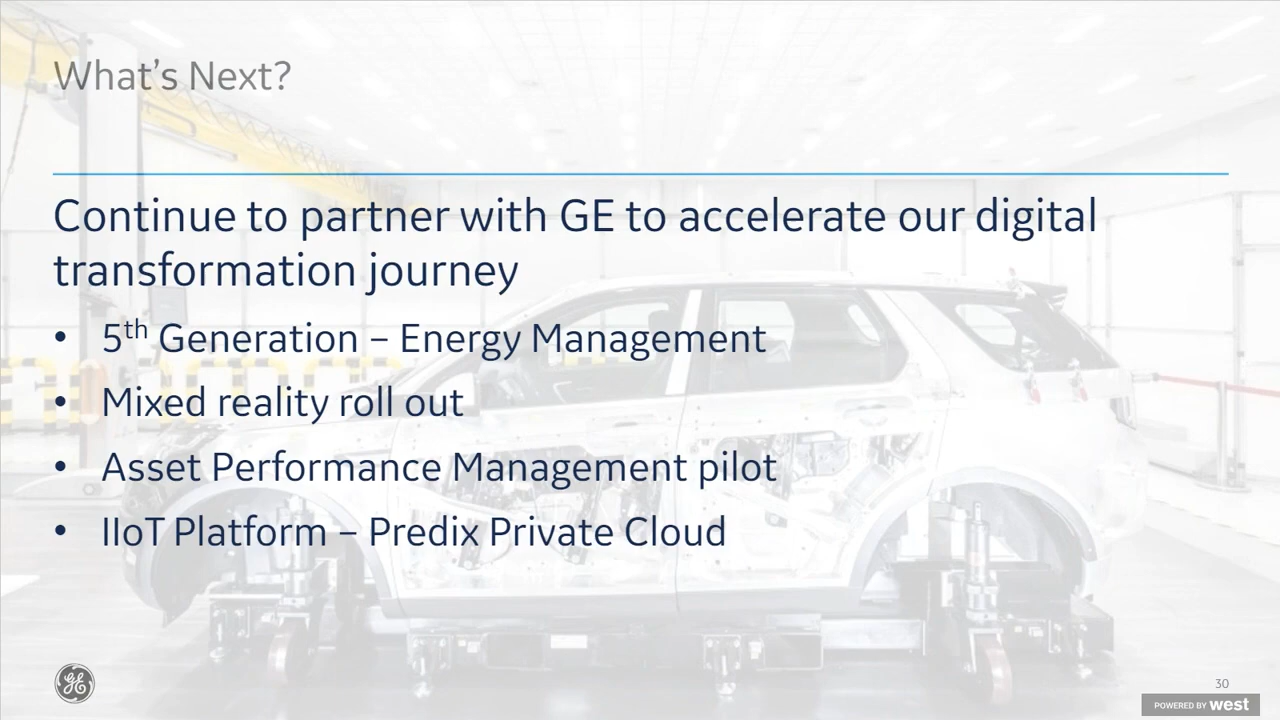 What’s Next?
Continue to partner with GE to accelerate our digital
transformation journey
• 5th Generation – Energy Management
• Mixed reality roll out
• Asset Performance Management pilot
• IIoT Platform – Predix Private Cloud
GE
30
POWERED BY west